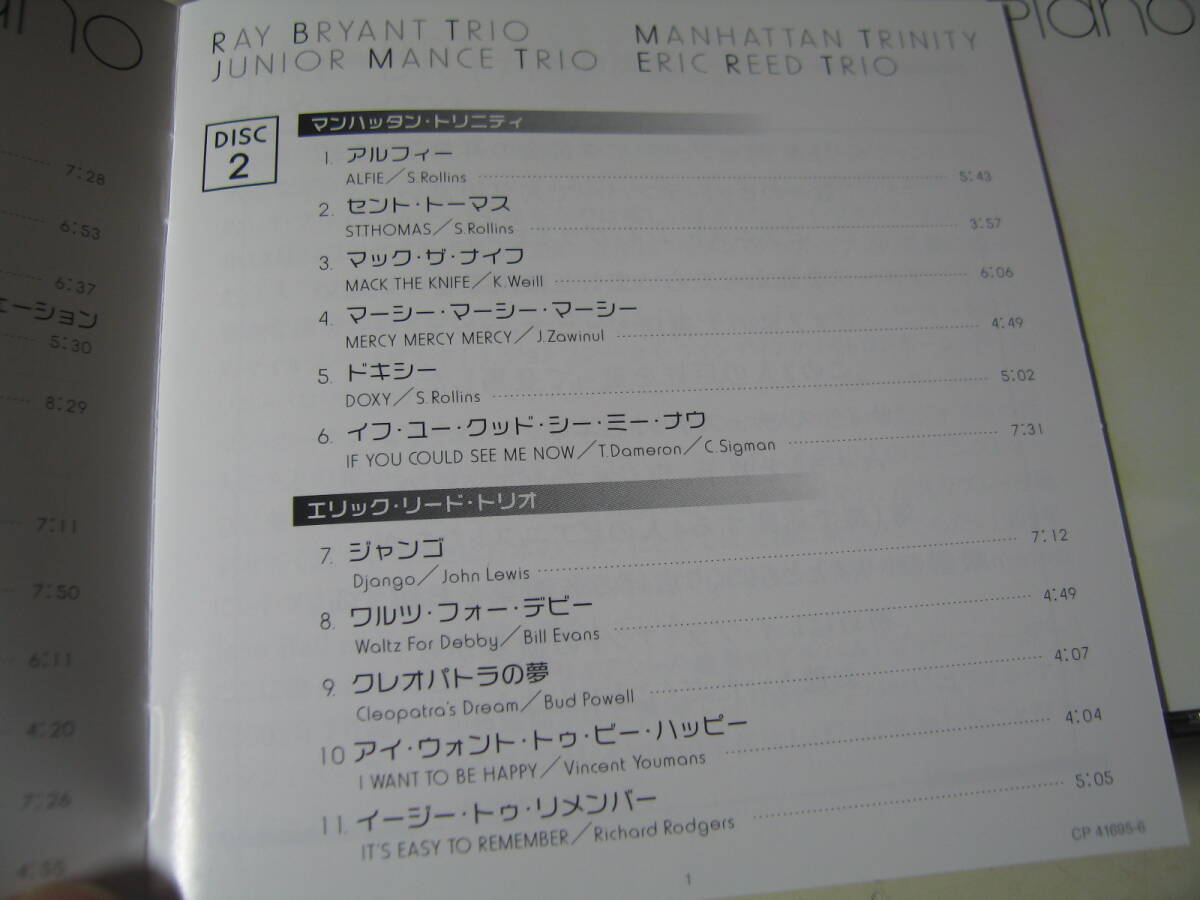 ano
7:28
6:53
6:37
エーション
5:30
8:29
7:11
7:50
6:11
4:20
7:26
4:55
RAY BRYANT TRIO MANHATTAN TRINITY
JUNIOR MANCE TRIO ERIC REED TRIO
DISC
2
マンハッタン・トリニティ
1. アルフィー
ALFIE／S.Rollins 5:43
2. セント・トーマス
STTHOMAS／S.Rollins 3:57
3. マック・ザ・ナイフ
MACK THE KNIFE／K.Weill 6:06
4. マーシー・マーシー・マーシー
MERCY MERCY MERCY／J.Zawinul 4:49
5. ドキシー
DOXY／S.Rollins 5:02
6. イフ・ユー・クッド・シー・ミー・ナウ
IF YOU COULD SEE ME NOW／T.Dameron／C.Sigman 7:31
エリック・リード・トリオ
7. ジャンゴ
Django／John Lewis 7:12
8. ワルツ・フォー・デビー
Waltz For Debby／Bill Evans 4:49
9. クレオパトラの夢
Cleopatra's Dream／Bud Powell 4:07
10 アイ・ウォント・トゥ・ビー・ハッピー
I WANT TO BE HAPPY／Vincent Youmans 4:04
11. イージー・トゥ・リメンバー
IT'S EASY TO REMEMBER／Richard Rodgers 5:05
CP 41695-6
1
Piano